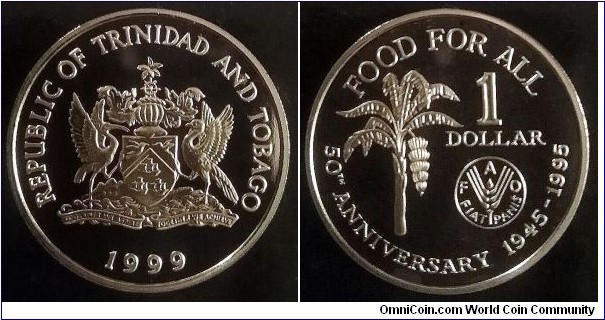 REPUBLIC OF TRINIDAD AND TOBAGO
1999
FOOD FOR ALL
1
DOLLAR
F A O
FIAT PANIS
50TH ANNIVERSARY 1945-1995
OmniCoin.com World Coin Community